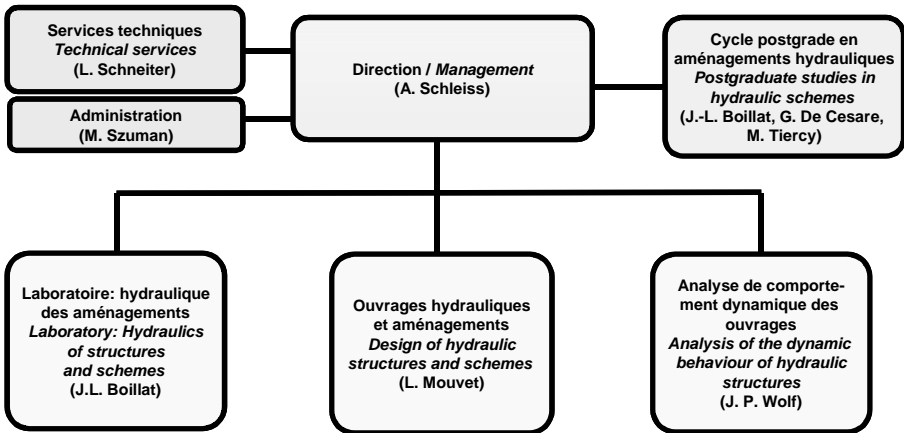 Services techniques
Technical services
(L. Schneiter)
Administration
(M. Szuman)
Direction / Management
(A. Schleiss)
Cycle postgrade en
aménagements hydrauliques
Postgraduate studies in
hydraulic schemes
(J.-L. Boillat, G. De Cesare,
M. Tiercy)
Laboratoire: hydraulique
des aménagements
Laboratory: Hydraulics
of structures
and schemes
(J.L. Boillat)
Ouvrages hydrauliques
et aménagements
Design of hydraulic
structures and schemes
(L. Mouvet)
Analyse de comporte-
ment dynamique des
ouvrages
Analysis of the dynamic
behaviour of hydraulic
structures
(J. P. Wolf)